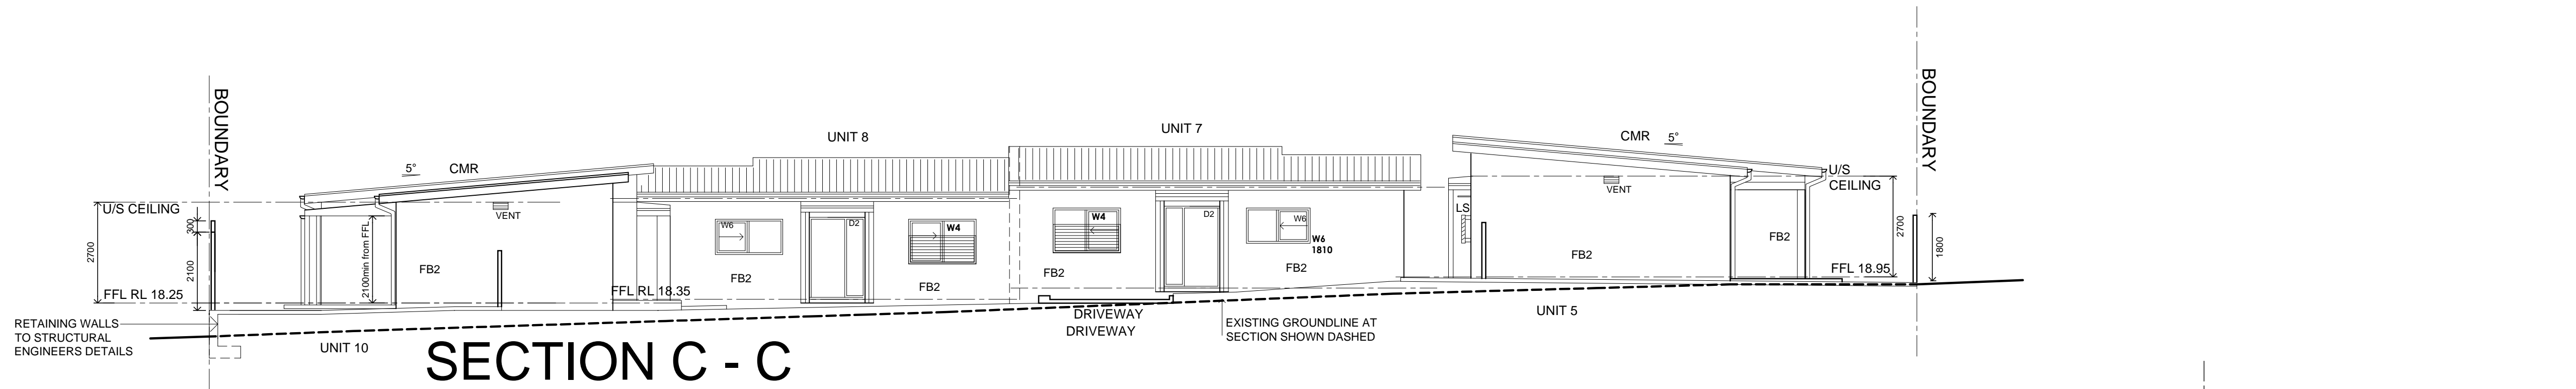 BOUNDARY
BOUNDARY
UNIT 8
UNIT 7
5°
CMR
CMR
5°
U/S CEILING
VENT
VENT
U/S
CEILING
300
2700
2100
2100min from FFL
FB2
W6
D2
W4
W4
D2
W6
W6
1810
LS
FB2
2700
1800
FB2
FB2
FB2
FB2
FB2
FFL RL 18.25
FFL RL 18.35
FFL 18.95
RETAINING WALLS
TO STRUCTURAL
ENGINEERS DETAILS
UNIT 10
DRIVEWAY
DRIVEWAY
EXISTING GROUNDLINE AT
SECTION SHOWN DASHED
UNIT 5
SECTION C - C